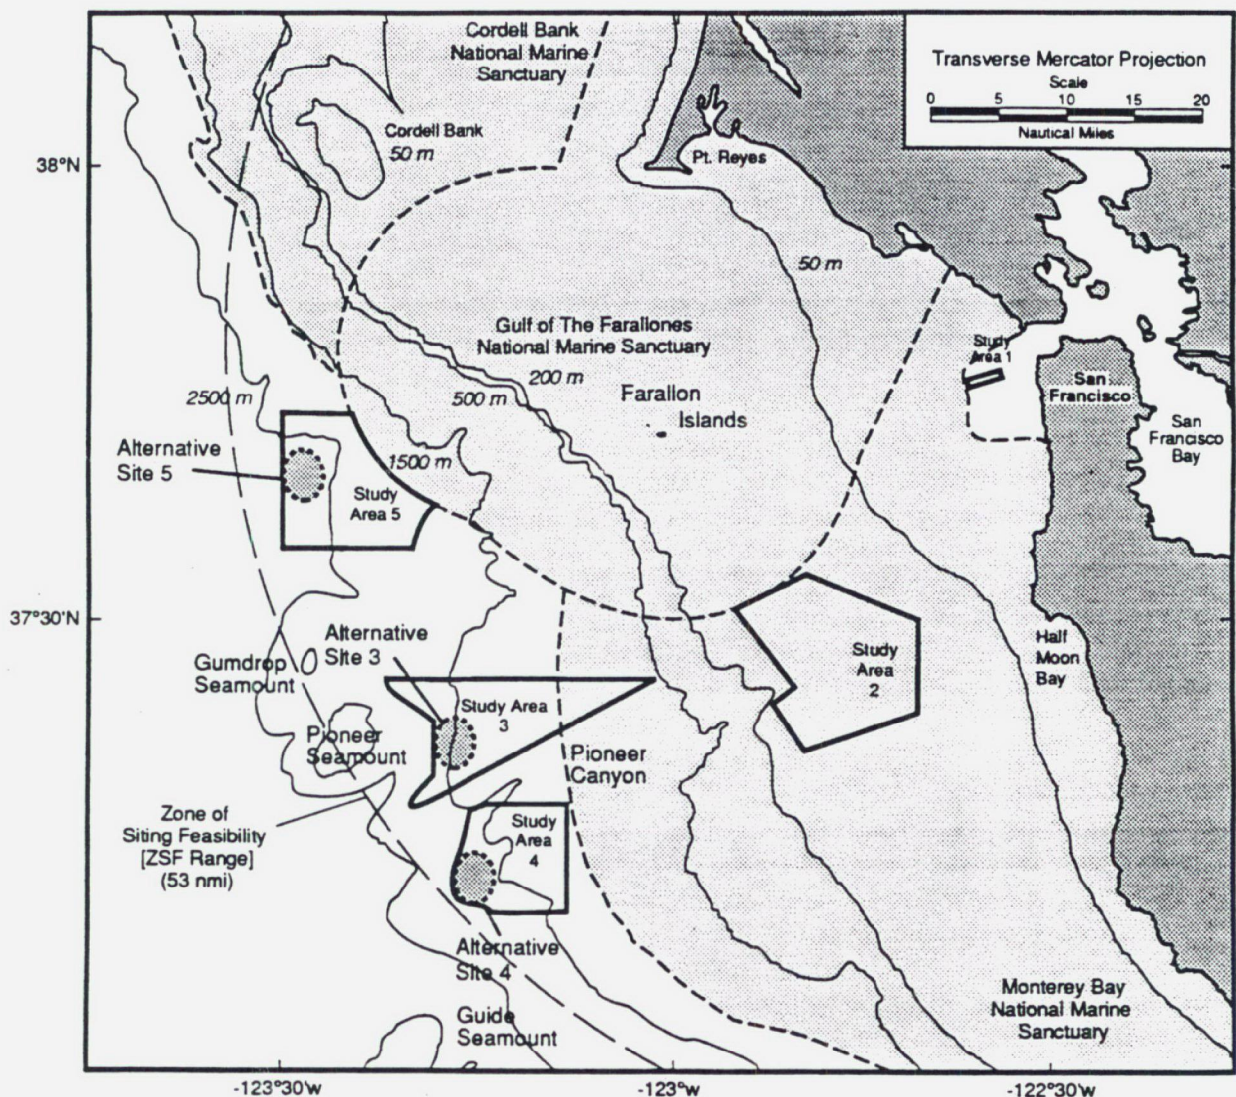 Cordell Bank
National Marine
Sanctuary
Transverse Mercator Projection
Scale
0 5 10 15 20
Nautical Miles
Cordell Bank
50 m
38°N
Pt. Reyes
50 m
Gulf of The Farallones
National Marine Sanctuary
200 m
500 m
2500 m
Farallon
Islands
Study
Area 1
San
Francisco
San
Francisco
Bay
Alternative
Site 5
1500 m
Study
Area 5
37°30'N
Alternative
Site 3
Gumdrop
Seamount
Study Area
3
Study
Area
2
Half
Moon
Bay
Pioneer
Seamount
Pioneer
Canyon
Zone of
Siting Feasibility
[ZSF Range]
(53 nmi)
Study
Area
4
Alternative
Site 4
Guide
Seamount
Monterey Bay
National Marine
Sanctuary
-123°30'W
-123°W
-122°30'W